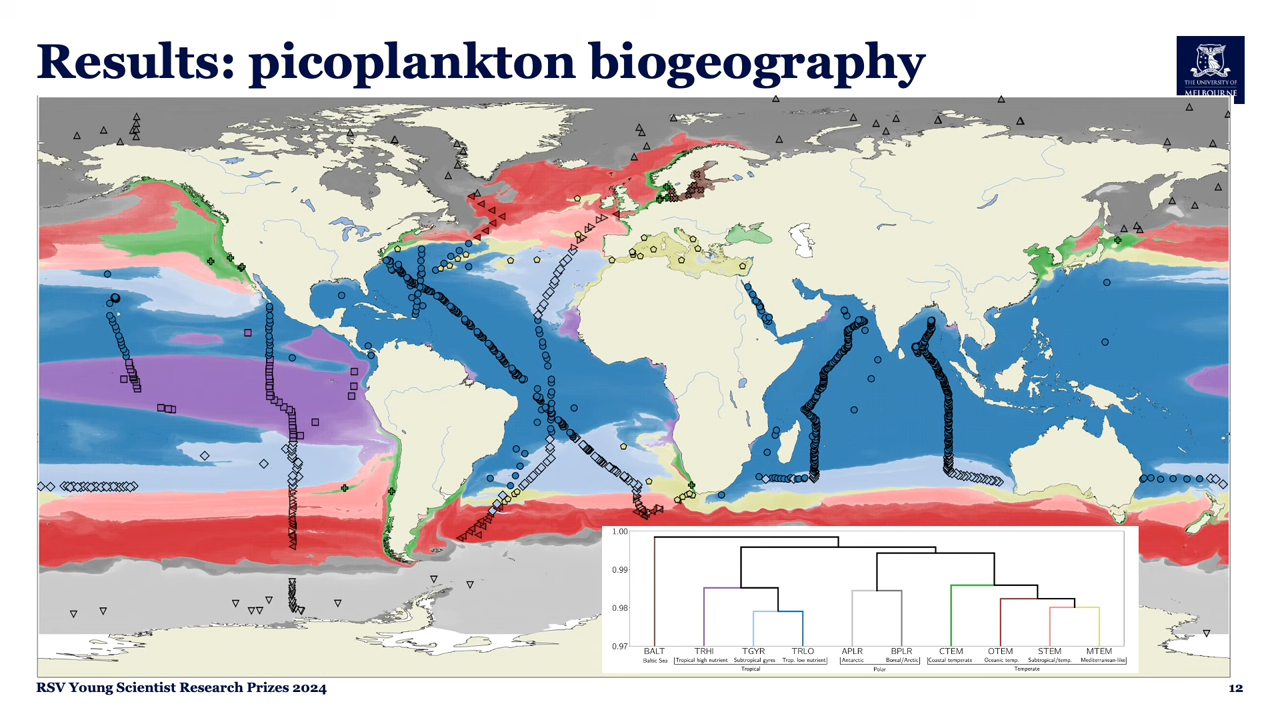 Results: picoplankton biogeography
THE UNIVERSITY OF
MELBOURNE
1.00
0.99
0.98
0.97
BALT TRHI TGYR TRLO APLR BPLR CTEM OTEM STEM MTEM
Baltic Sea [Tropical high nutrient Subtropical gyres Trop. low nutrient] [Antarctic Boreal/Arctic] [Coastal temperate Oceanic temp. Subtropical/temp. Mediterranean-like]
Tropical Polar Temperate
RSV Young Scientist Research Prizes 2024 12